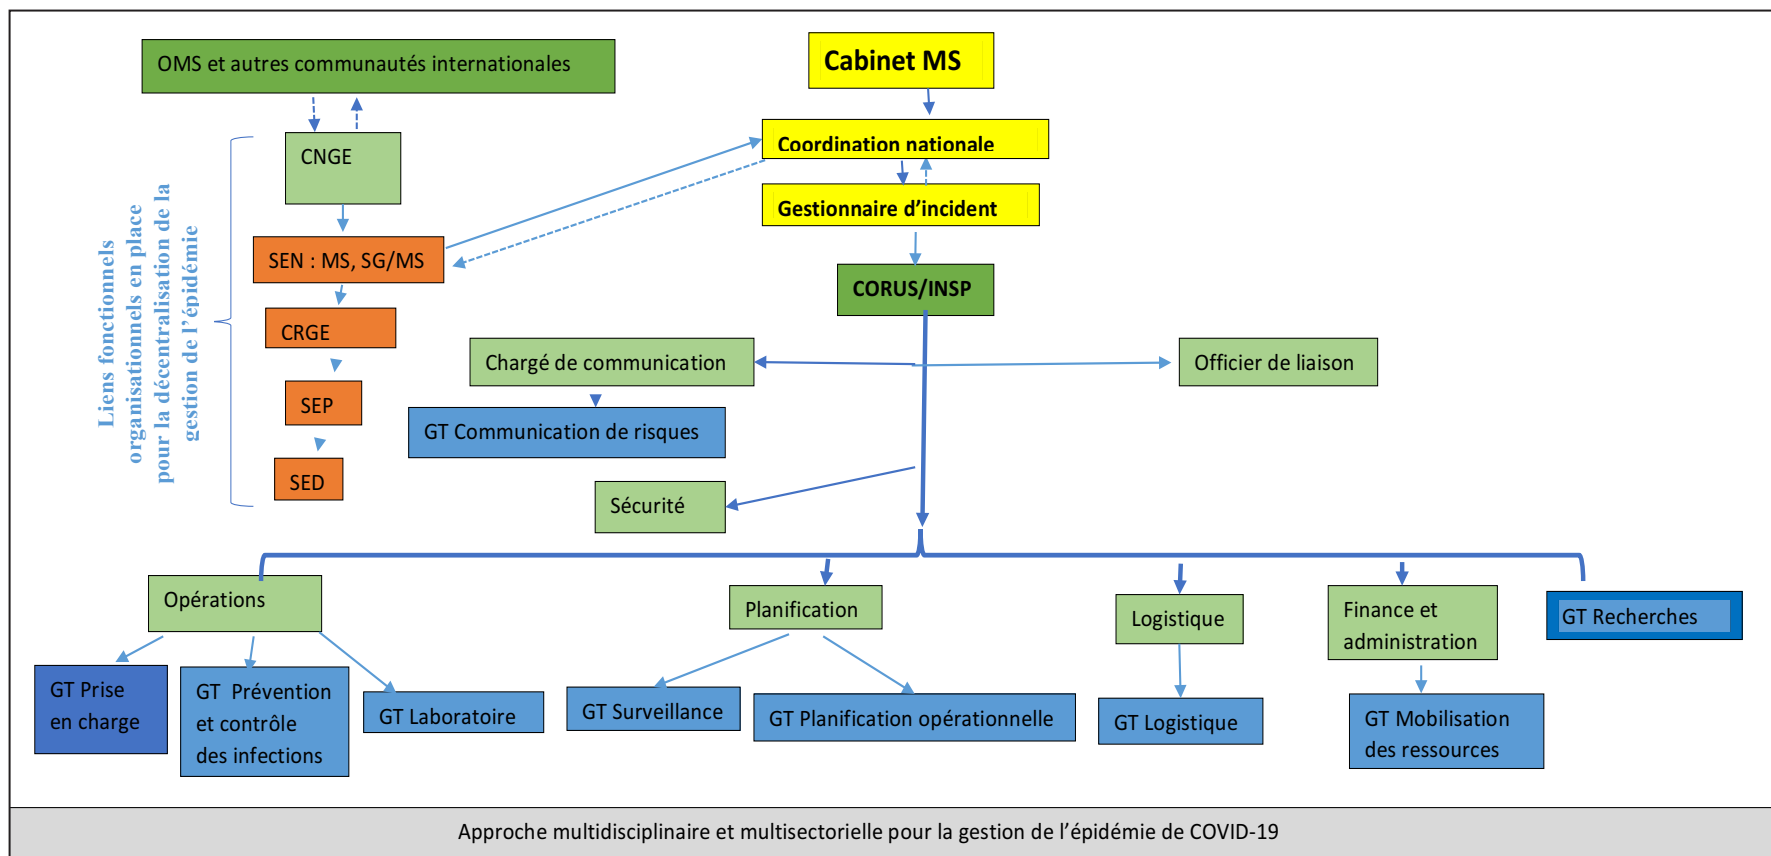 OMS et autres communautés internationales
Cabinet MS
CNGE
Coordination nationale
Gestionnaire d’incident
Liens fonctionnels
organisationnels en place
pour la décentralisation de la
gestion de l’épidémie
SEN : MS, SG/MS
CORUS/INSP
CRGE
Chargé de communication
Officier de liaison
SEP
GT Communication de risques
SED
Sécurité
Opérations
Planification
Logistique
Finance et
administration
GT Recherches
GT Prise
en charge
GT Prévention
et contrôle
des infections
GT Laboratoire
GT Surveillance
GT Planification opérationnelle
GT Logistique
GT Mobilisation
des ressources
Approche multidisciplinaire et multisectorielle pour la gestion de l’épidémie de COVID-19